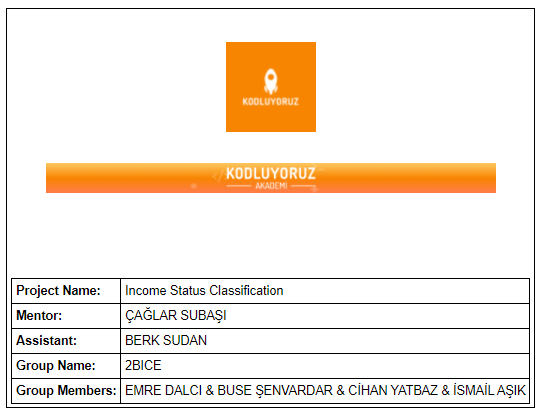 KODLUYORUZ
KODLUYORUZ
AKADEMİ
Project Name: Income Status Classification
Mentor: ÇAĞLAR SUBAŞI
Assistant: BERK SUDAN
Group Name: 2BICE
Group Members: EMRE DALCI & BUSE ŞENVARDAR & CİHAN YATBAZ & İSMAİL AŞIK